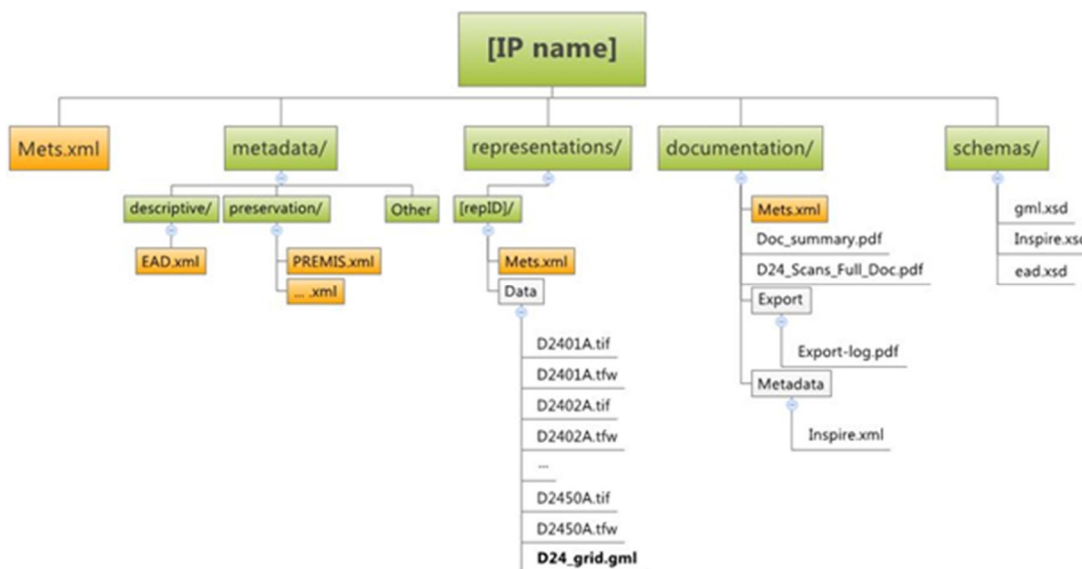 [IP name]
Mets.xml
metadata/
representations/
documentation/
schemas/
descriptive/
preservation/
Other
EAD.xml
PREMIS.xml
... .xml
[repID]/
Mets.xml
Data
D2401A.tif
D2401A.tfw
D2402A.tif
D2402A.tfw
...
D2450A.tif
D2450A.tfw
D24_grid.gml
Mets.xml
Doc_summary.pdf
D24_Scans_Full_Doc.pdf
Export
Export-log.pdf
Metadata
Inspire.xml
gml.xsd
Inspire.xsd
ead.xsd